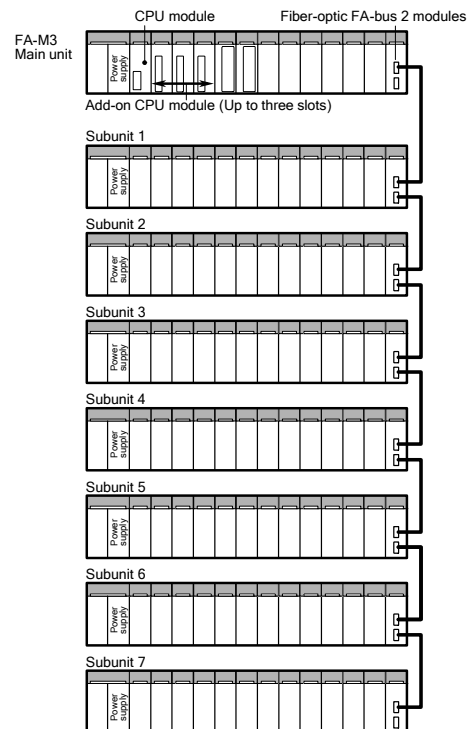 CPU module
Fiber-optic FA-bus 2 modules
FA-M3
Main unit
Power
supply
Add-on CPU module (Up to three slots)
Subunit 1
Power
supply
Subunit 2
Power
supply
Subunit 3
Power
supply
Subunit 4
Power
supply
Subunit 5
Power
supply
Subunit 6
Power
supply
Subunit 7
Power
supply